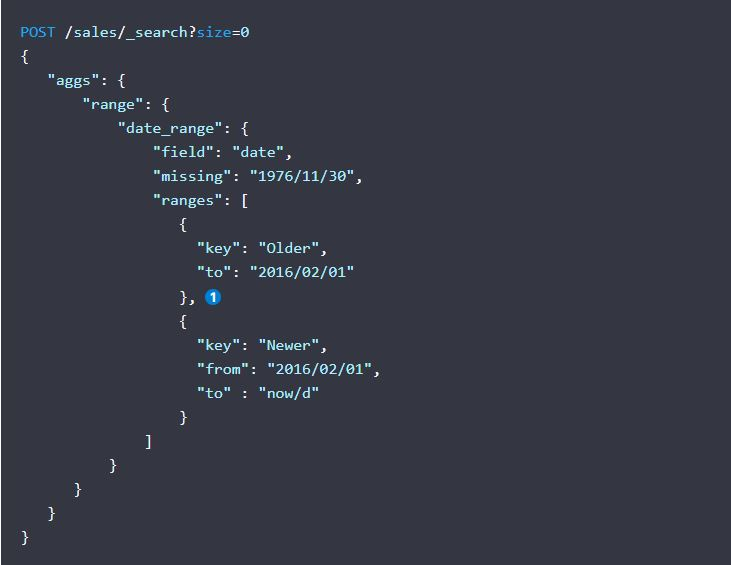 POST /sales/_search?size=0
{
"aggs": {
"range": {
"date_range": {
"field": "date",
"missing": "1976/11/30",
"ranges": [
{
"key": "Older",
"to": "2016/02/01"
}, 1
{
"key": "Newer",
"from": "2016/02/01",
"to" : "now/d"
}
]
}
}
}
}